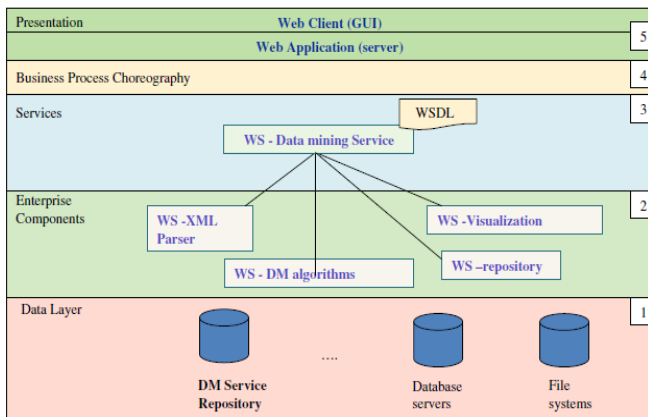 Presentation
Web Client (GUI)
Web Application (server)
5
Business Process Choreography
4
Services
3
WSDL
WS - Data mining Service
Enterprise
Components
2
WS -XML
Parser
WS -Visualization
WS - DM algorithms
WS –repository
Data Layer
1
....
DM Service
Repository
Database
servers
File
systems